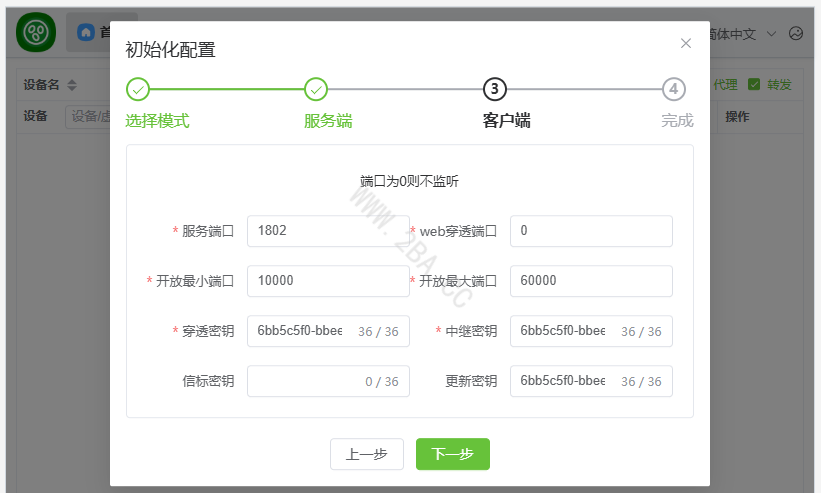 首
简体中文
初始化配置
3
4
选择模式
服务端
客户端
完成
设备名
代理
转发
设备
设备/虚
操作
端口为0则不监听
* 服务端口
1802
* web穿透端口
0
* 开放最小端口
10000
* 开放最大端口
60000
* 穿透密钥
6bb5c5f0-bbee
36 / 36
* 中继密钥
6bb5c5f0-bbee
36 / 36
信标密钥
0 / 36
更新密钥
6bb5c5f0-bbee
36 / 36
WWW.2BA.CC
上一步
下一步